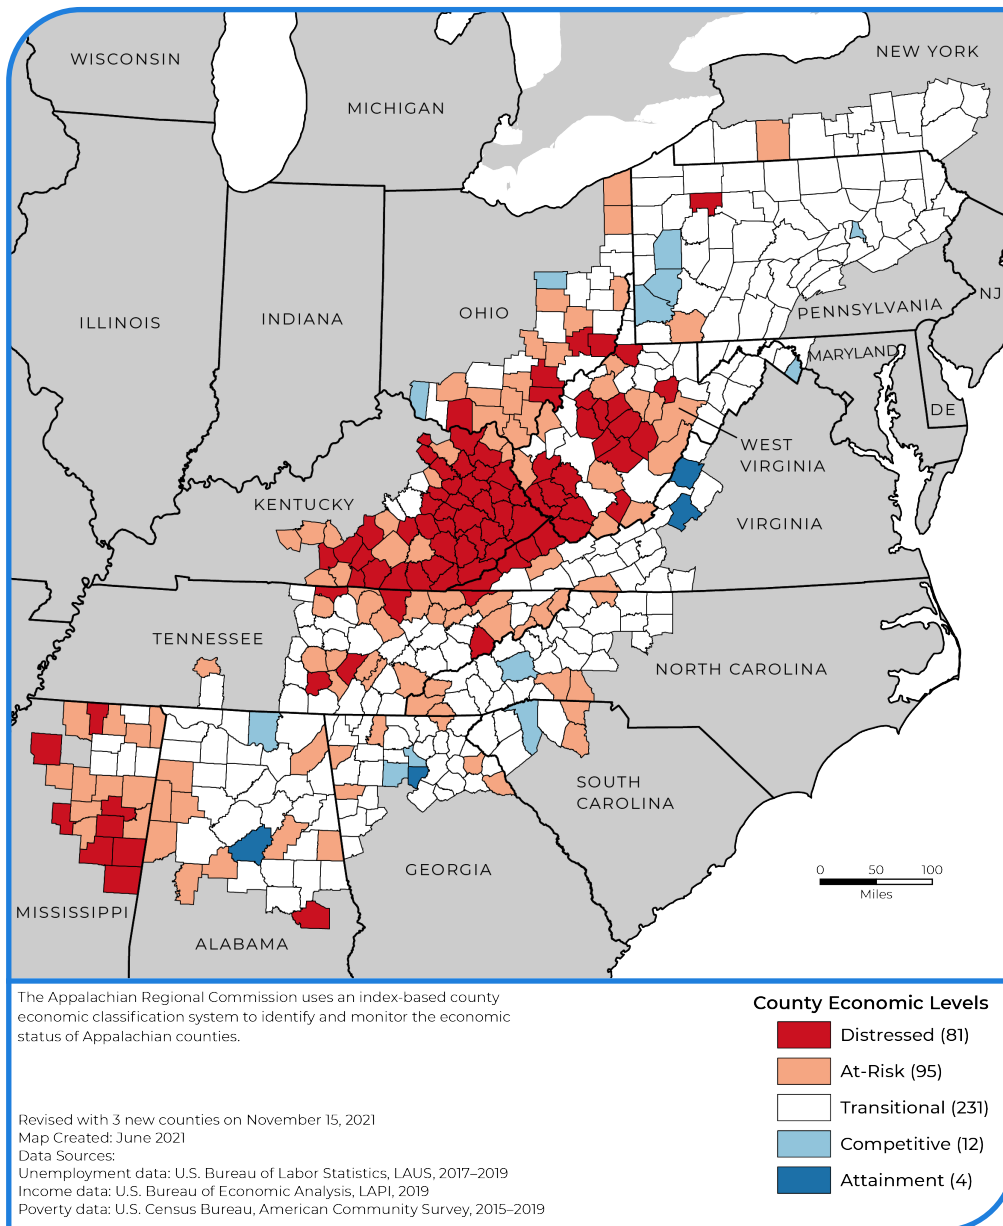 WISCONSIN
NEW YORK
MICHIGAN
ILLINOIS
INDIANA
OHIO
PENNSYLVANIA
NJ
MARYLAND
DE
WEST
VIRGINIA
KENTUCKY
VIRGINIA
TENNESSEE
NORTH CAROLINA
SOUTH
CAROLINA
GEORGIA
MISSISSIPPI
ALABAMA
0 50 100
Miles
The Appalachian Regional Commission uses an index-based county
economic classification system to identify and monitor the economic
status of Appalachian counties.
Revised with 3 new counties on November 15, 2021
Map Created: June 2021
Data Sources:
Unemployment data: U.S. Bureau of Labor Statistics, LAUS, 2017–2019
Income data: U.S. Bureau of Economic Analysis, LAPI, 2019
Poverty data: U.S. Census Bureau, American Community Survey, 2015–2019
County Economic Levels
Distressed (81)
At-Risk (95)
Transitional (231)
Competitive (12)
Attainment (4)